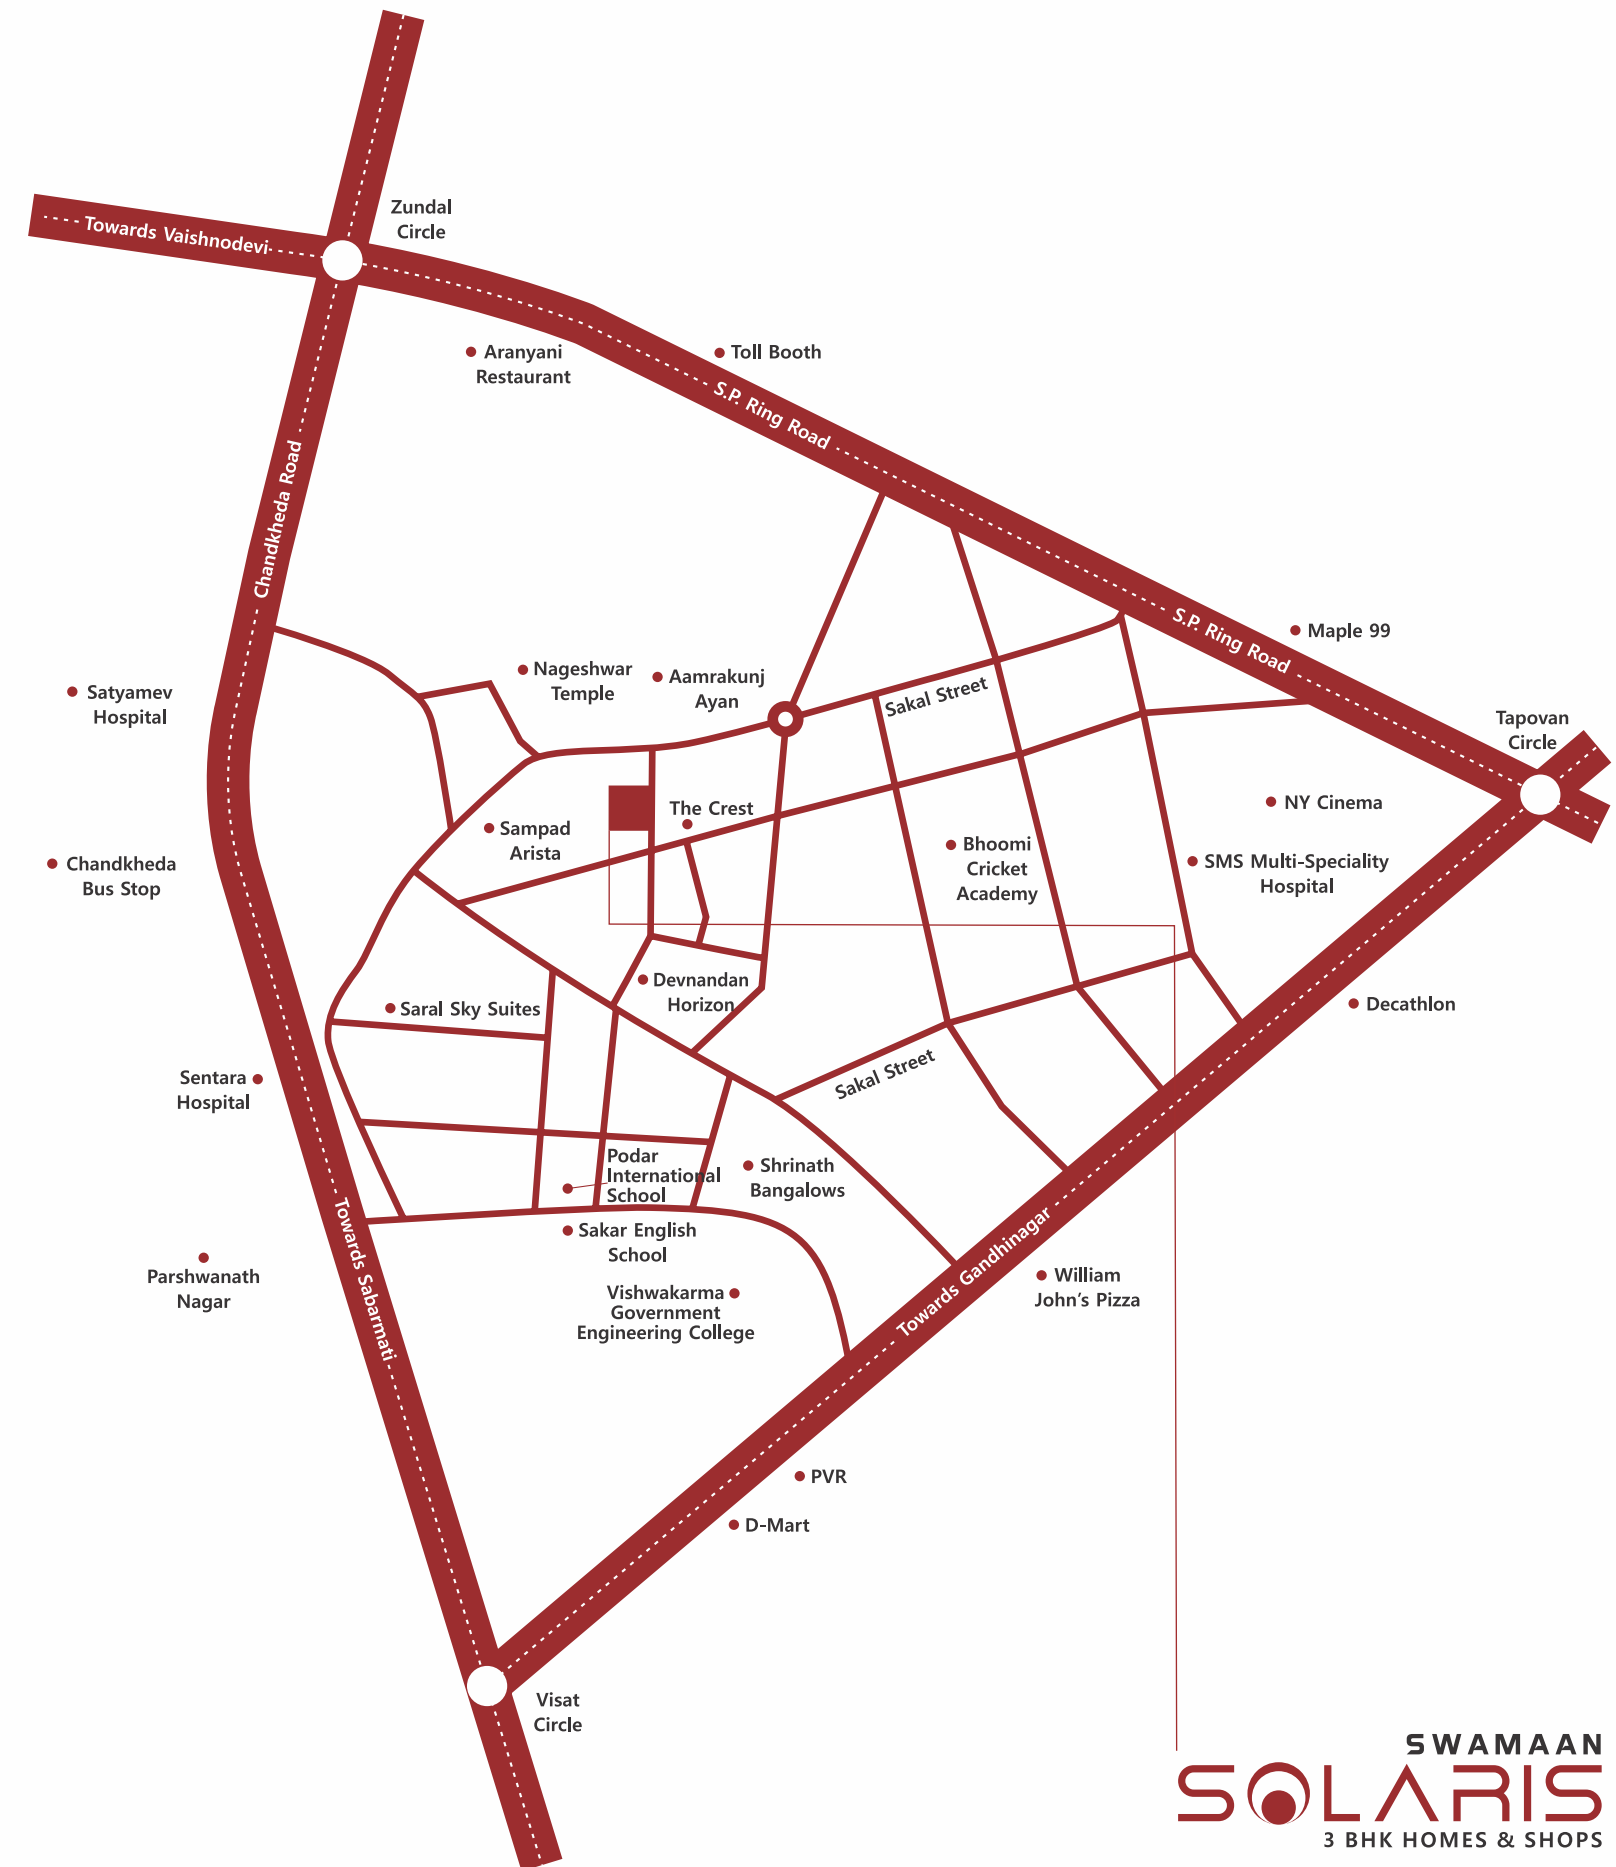 Zundal
Circle
Towards Vaishnodevi
Aranyani
Restaurant
Toll Booth
S.P. Ring Road
Chandkheda Road
S.P. Ring Road
Maple 99
Nageshwar
Temple
Aamrakunj
Ayan
Sakal Street
Satyamev
Hospital
Tapovan
Circle
The Crest
NY Cinema
Sampad
Arista
Bhoomi
Cricket
Academy
SMS Multi-Speciality
Hospital
Chandkheda
Bus Stop
Devnandan
Horizon
Saral Sky Suites
Decathlon
Sakal Street
Sentara
Hospital
Podar
International
School
Shrinath
Bangalows
Sakar English
School
Towards Sabarmati
Towards Gandhinagar
Parshwanath
Nagar
William
John's Pizza
Vishwakarma
Government
Engineering College
PVR
D-Mart
Visat
Circle
SWAMAAN
SOLARIS
3 BHK HOMES & SHOPS